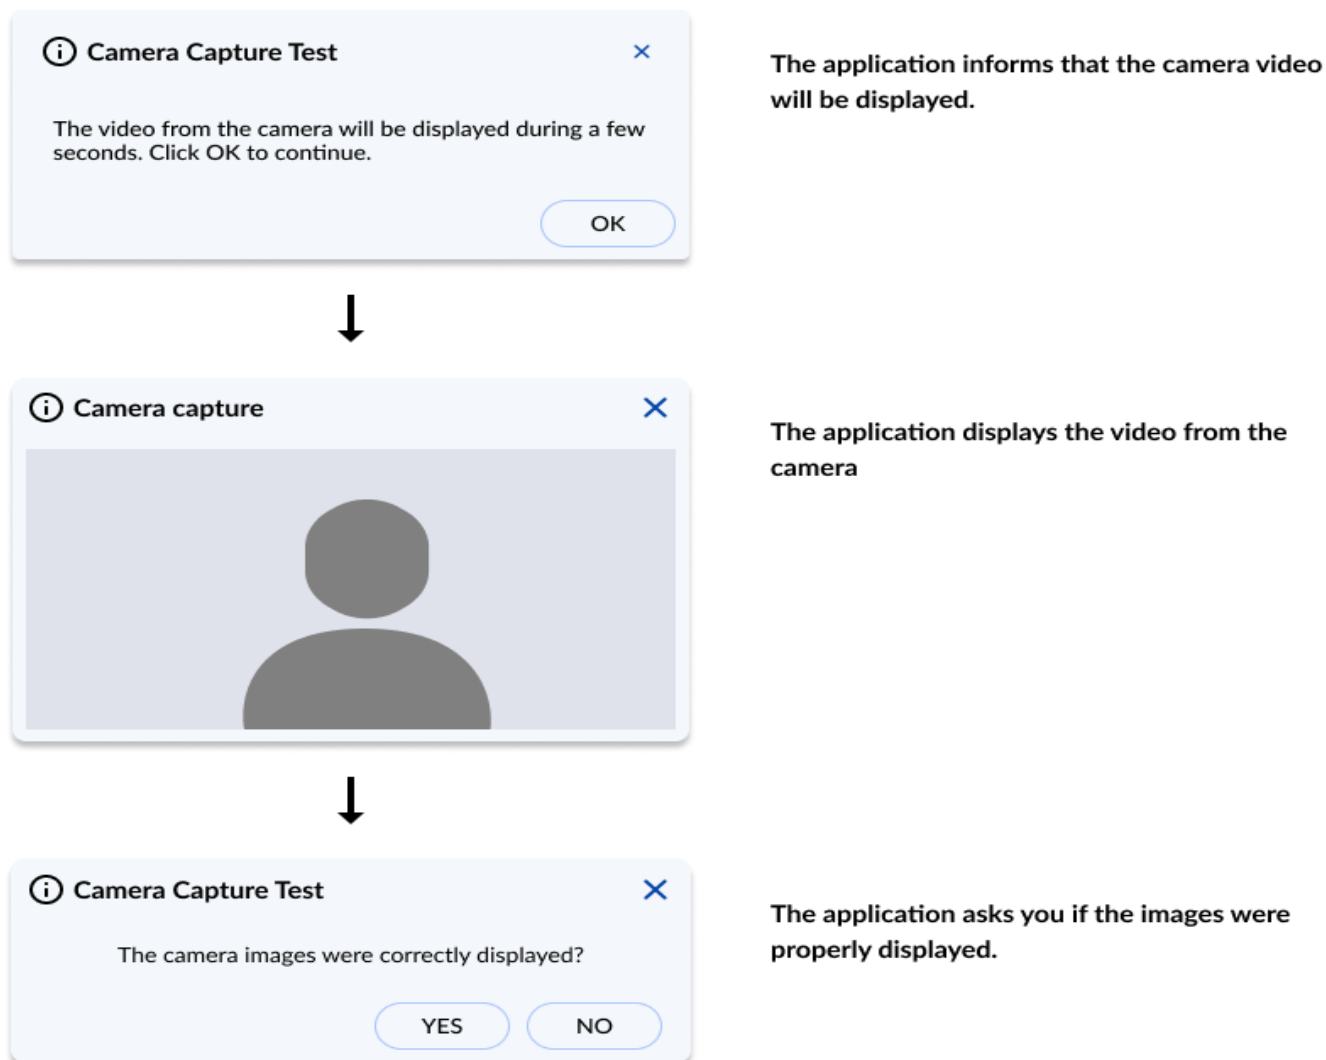 Camera Capture Test
The application informs that the camera video
will be displayed.
The video from the camera will be displayed during a few
seconds. Click OK to continue.
OK
Camera capture
The application displays the video from the
camera
Camera Capture Test
The application asks you if the images were
properly displayed.
The camera images were correctly displayed?
YES
NO